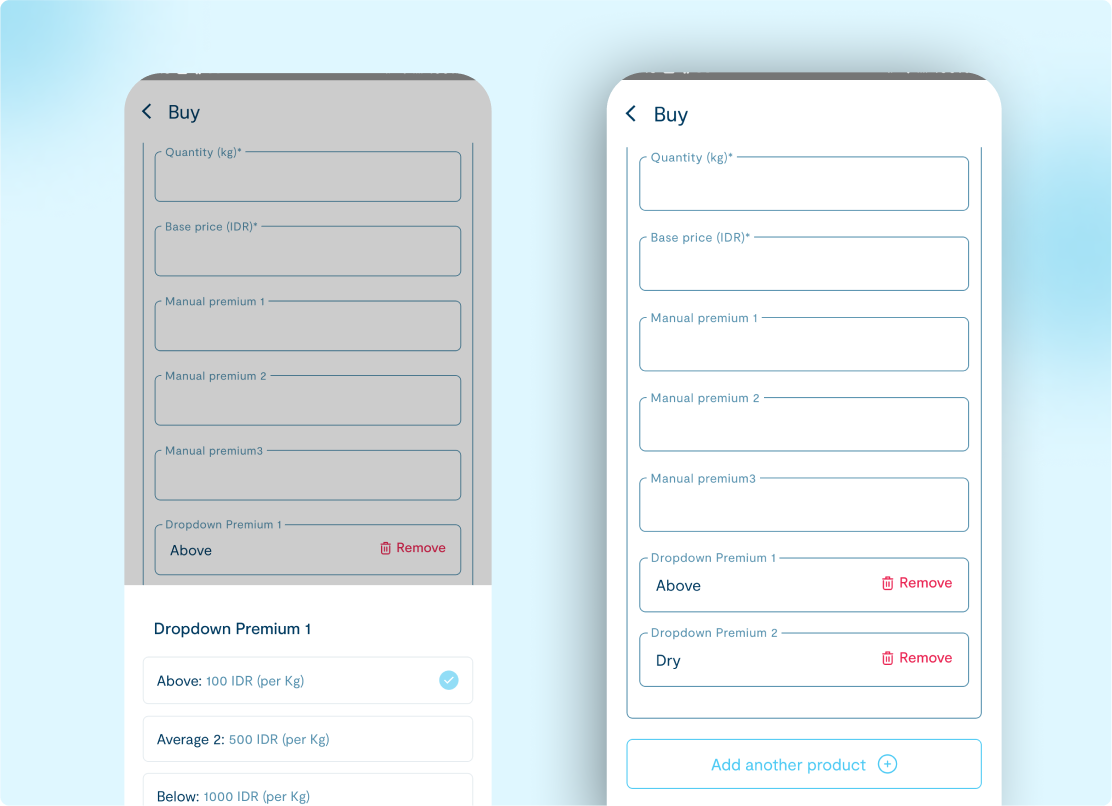 Buy
Quantity (kg)*
Base price (IDR)*
Manual premium 1
Manual premium 2
Manual premium3
Dropdown Premium 1
Above
Remove
Dropdown Premium 1
Above: 100 IDR (per Kg)
Average 2: 500 IDR (per Kg)
Below: 1000 IDR (per Kg)
Buy
Quantity (kg)*
Base price (IDR)*
Manual premium 1
Manual premium 2
Manual premium3
Dropdown Premium 1
Above
Remove
Dropdown Premium 2
Dry
Remove
Add another product